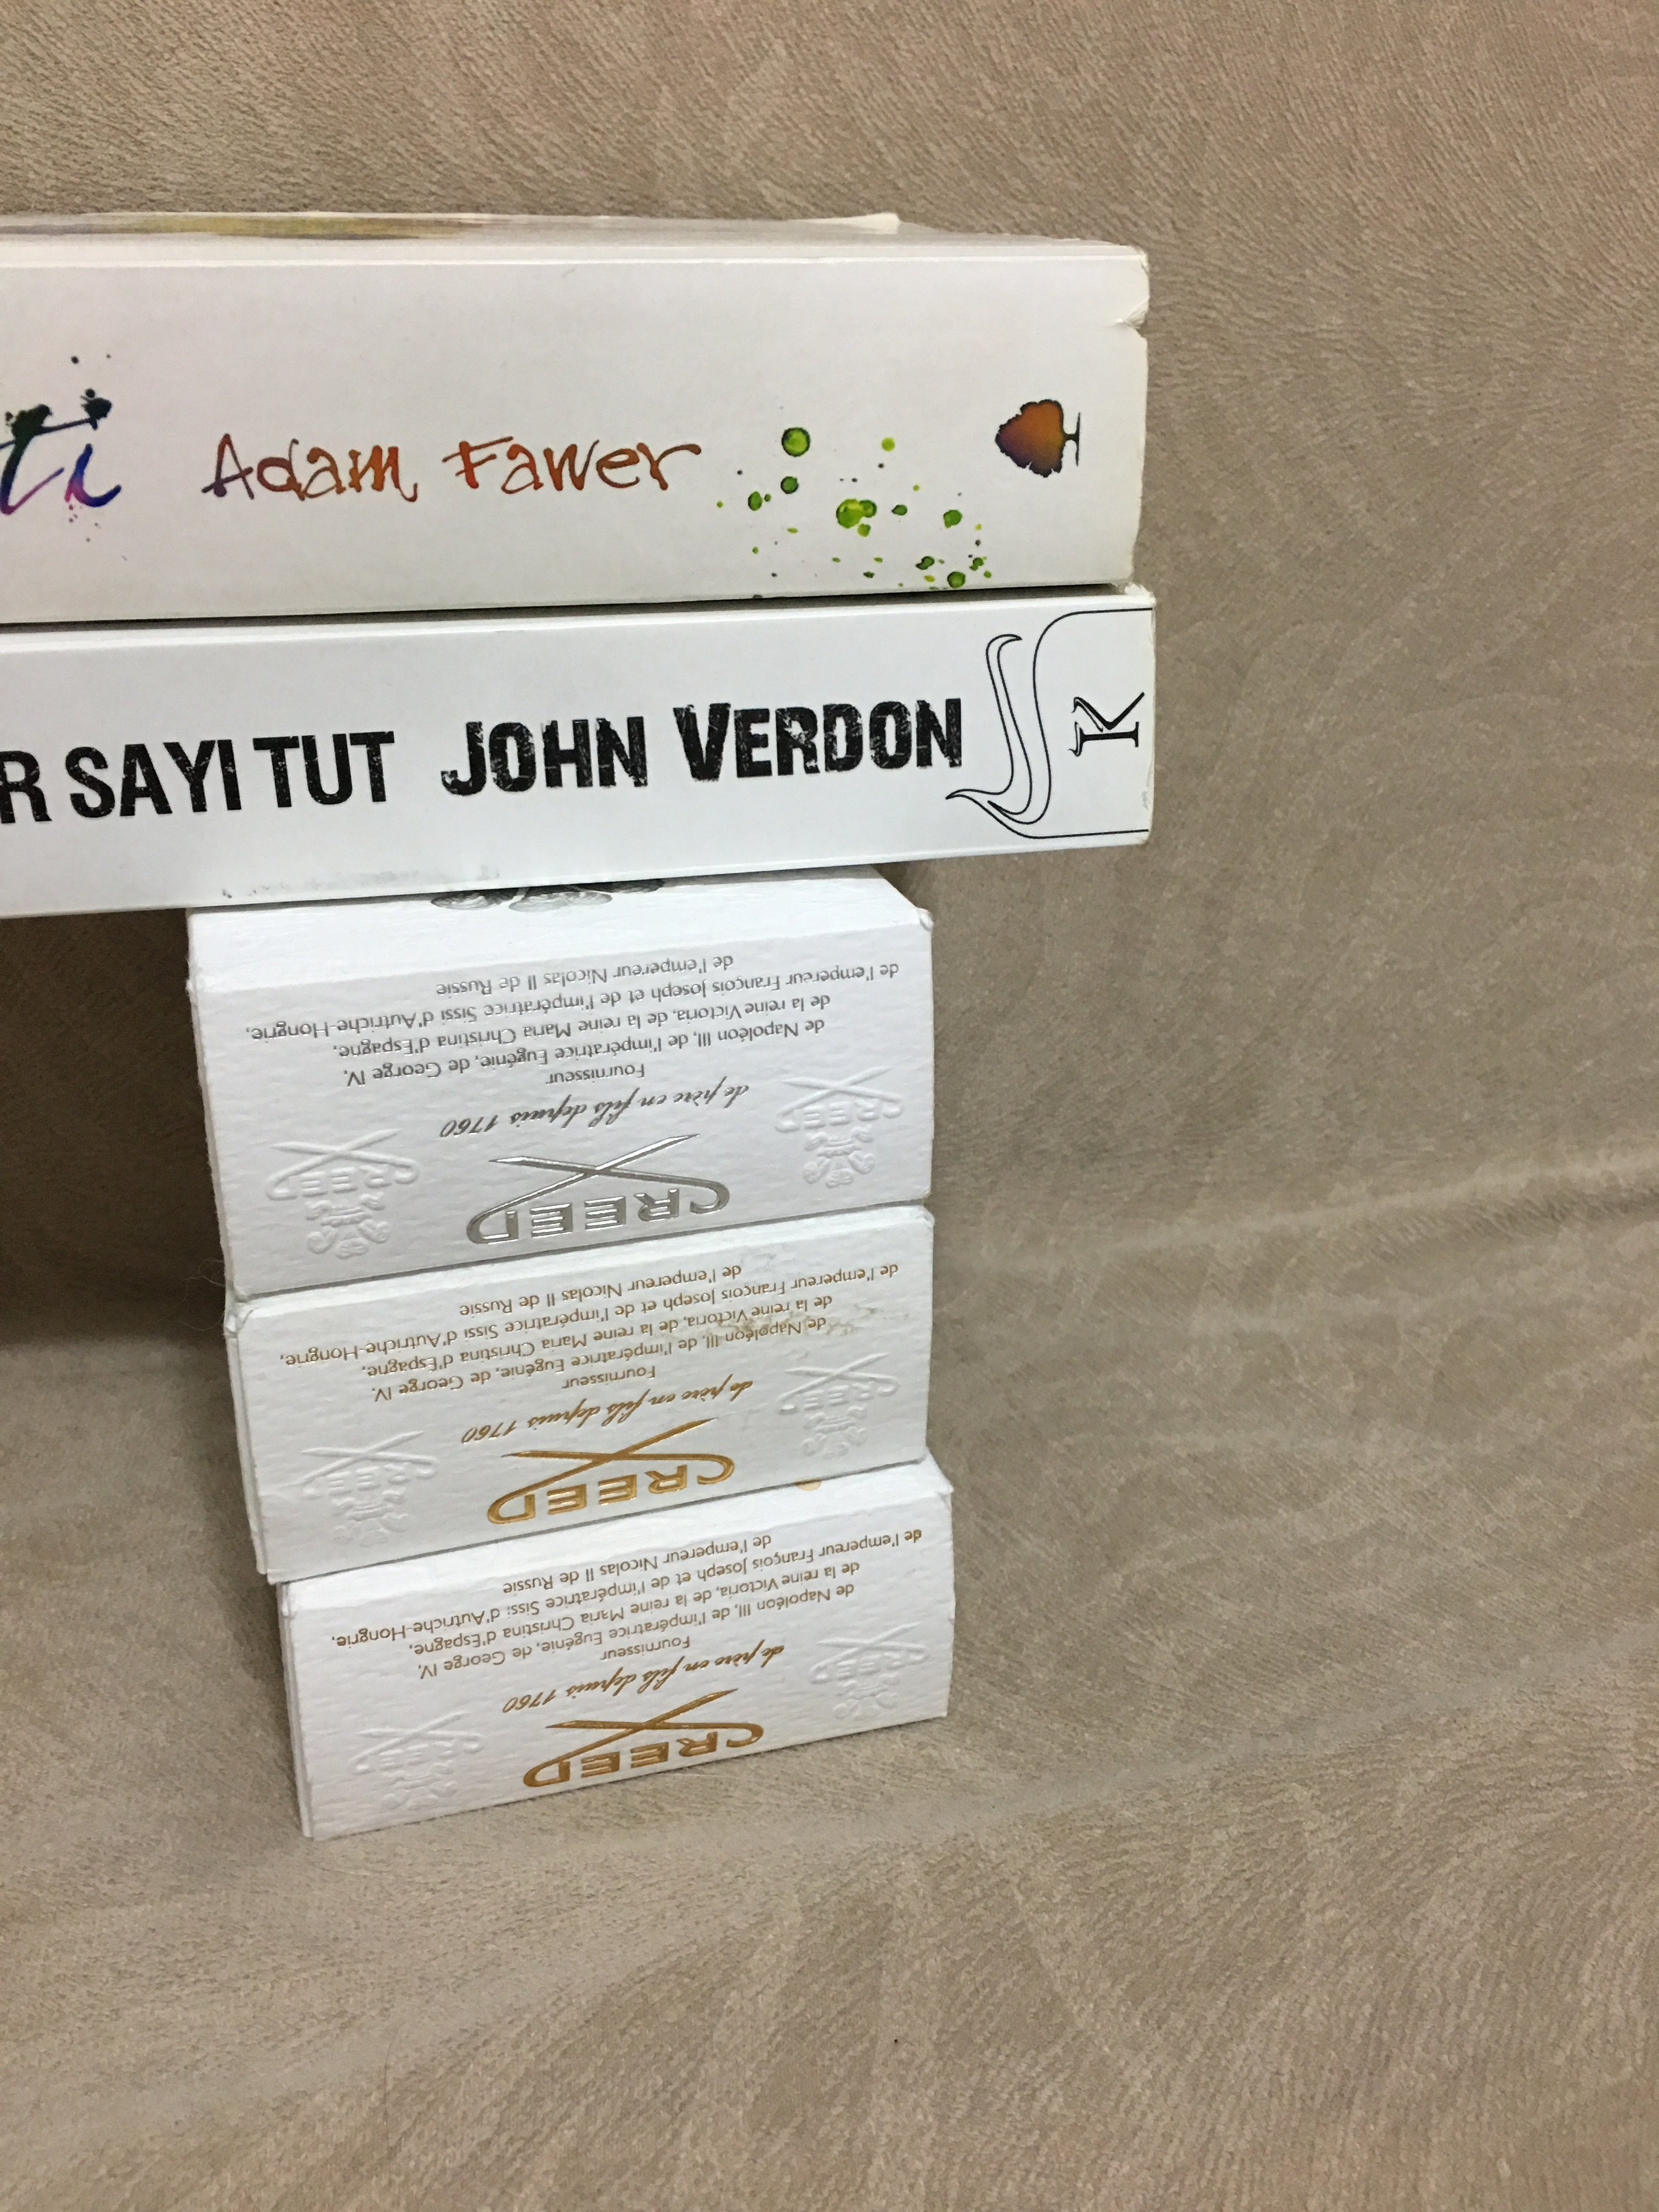 ti Adam Fawer
R SAYI TUT JOHN VERDON
K
CREED
de père en fils depuis 1760
Fournisseur
de Napoléon III, de l'impératrice Eugénie, de George IV,
de la reine Victoria, de la reine Maria Christina d'Espagne,
de l'empereur François Joseph et de l'impératrice Sissi d'Autriche-Hongrie,
de l'empereur Nicolas II de Russie
CREED
CREED
CREED
de père en fils depuis 1760
Fournisseur
de Napoléon III, de l'impératrice Eugénie, de George IV,
de la reine Victoria, de la reine Maria Christina d'Espagne,
de l'empereur François Joseph et de l'impératrice Sissi d'Autriche-Hongrie,
de l'empereur Nicolas II de Russie
CREED
CREED
CREED
de père en fils depuis 1760
Fournisseur
de Napoléon III, de l'impératrice Eugénie, de George IV,
de la reine Victoria, de la reine Maria Christina d'Espagne,
de l'empereur François Joseph et de l'impératrice Sissi d'Autriche-Hongrie,
de l'empereur Nicolas II de Russie
CREED
CREED